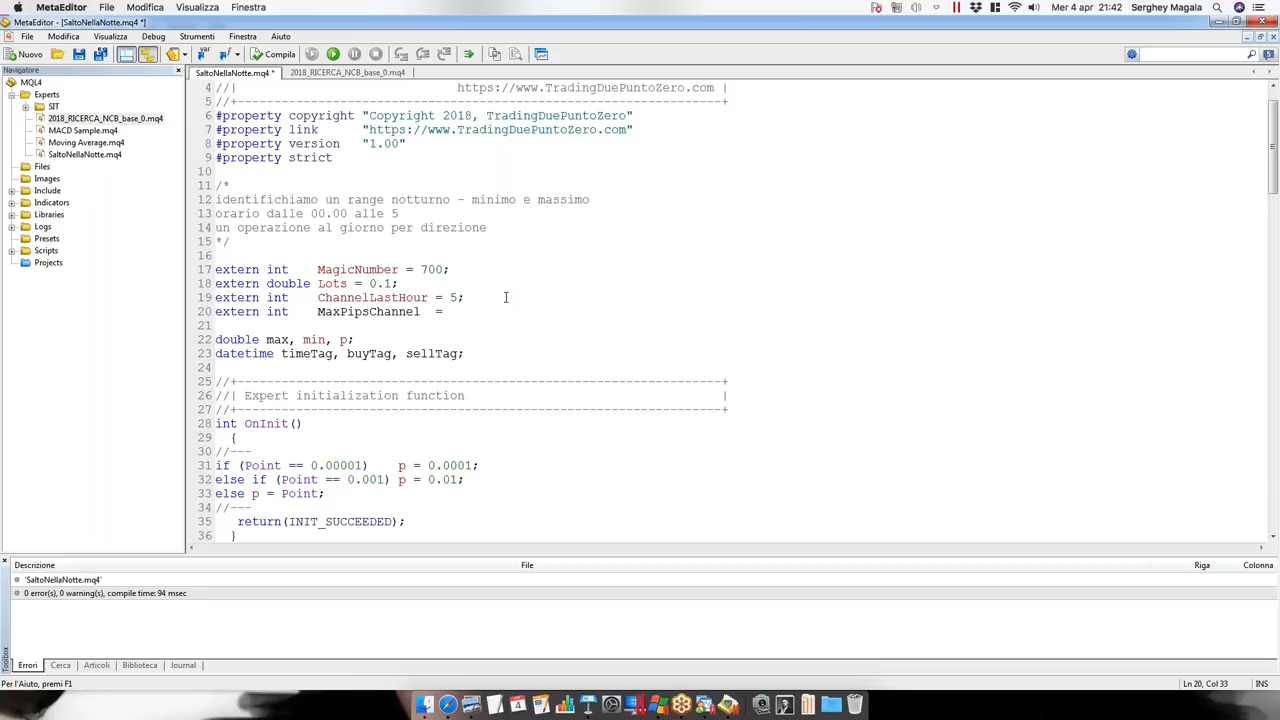 MetaEditor File Modifica Visualizza Finestra Mer 4 apr 21:42 Serghey Magala
MetaEditor - [SaltoNellaNotte.mq4 *]
File Modifica Visualizza Debug Strumenti Finestra Aiuto
Nuovo Compila
Navigatore
MQL4
Experts
SIT
2018_RICERCA_NCB_base_0.mq4
MACD Sample.mq4
Moving Average.mq4
SaltoNellaNotte.mq4
Files
Images
Include
Indicators
Libraries
Logs
Presets
Scripts
Projects
SaltoNellaNotte.mq4 * 2018_RICERCA_NCB_base_0.mq4
4 //| https://www.TradingDuePuntoZero.com |
5 //+------------------------------------------------------------------+
6 #property copyright "Copyright 2018, TradingDuePuntoZero"
7 #property link "https://www.TradingDuePuntoZero.com"
8 #property version "1.00"
9 #property strict
10
11 /*
12 identifichiamo un range notturno - minimo e massimo
13 orario dalle 00.00 alle 5
14 un operazione al giorno per direzione
15 */
16
17 extern int MagicNumber = 700;
18 extern double Lots = 0.1;
19 extern int ChannelLastHour = 5;
20 extern int MaxPipsChannel =
21
22 double max, min, p;
23 datetime timeTag, buyTag, sellTag;
24
25 //+------------------------------------------------------------------+
26 //| Expert initialization function |
27 //+------------------------------------------------------------------+
28 int OnInit()
29 {
30 //---
31 if (Point == 0.00001) p = 0.0001;
32 else if (Point == 0.001) p = 0.01;
33 else p = Point;
34 //---
35 return(INIT_SUCCEEDED);
36 }
Descrizione File Riga Colonna
'SaltoNellaNotte.mq4'
0 error(s), 0 warning(s), compile time: 94 msec
Toolbox
Errori Cerca Articoli Biblioteca Journal
Per l'Aiuto, premi F1 Ln 20, Col 33 INS